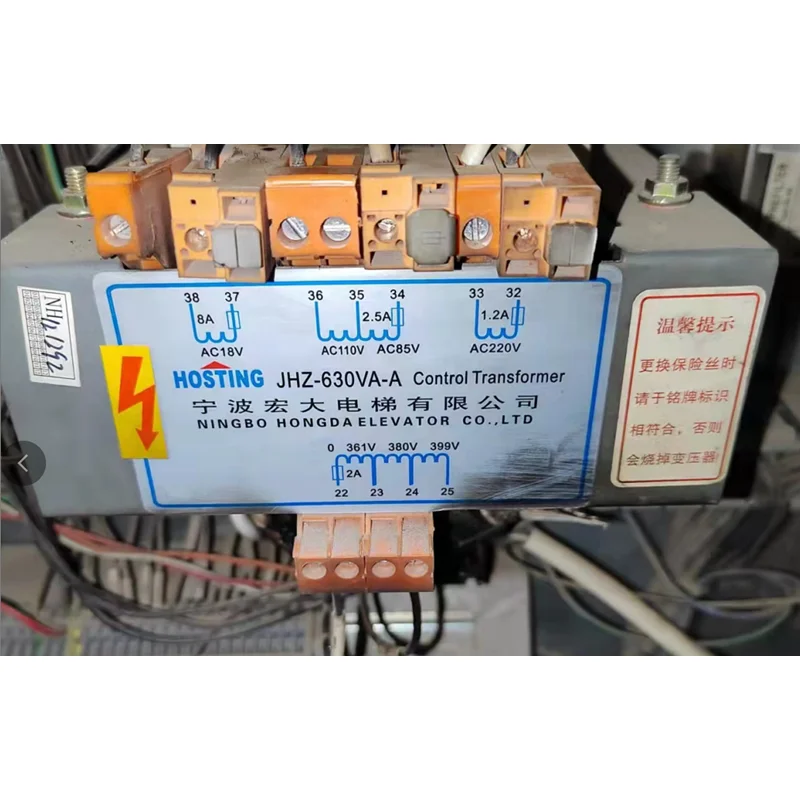 38 37 36 35 34 33 32
8A 2.5A 1.2A
AC18V AC110V AC85V AC220V
HOSTING JHZ-630VA-A Control Transformer
宁波宏大电梯有限公司
NINGBO HONGDA ELEVATOR CO.,LTD
0 361V 380V 399V
2A
22 23 24 25
温馨提示
更换保险丝时
请于铭牌标识
相符合，否则
会烧掉变压器